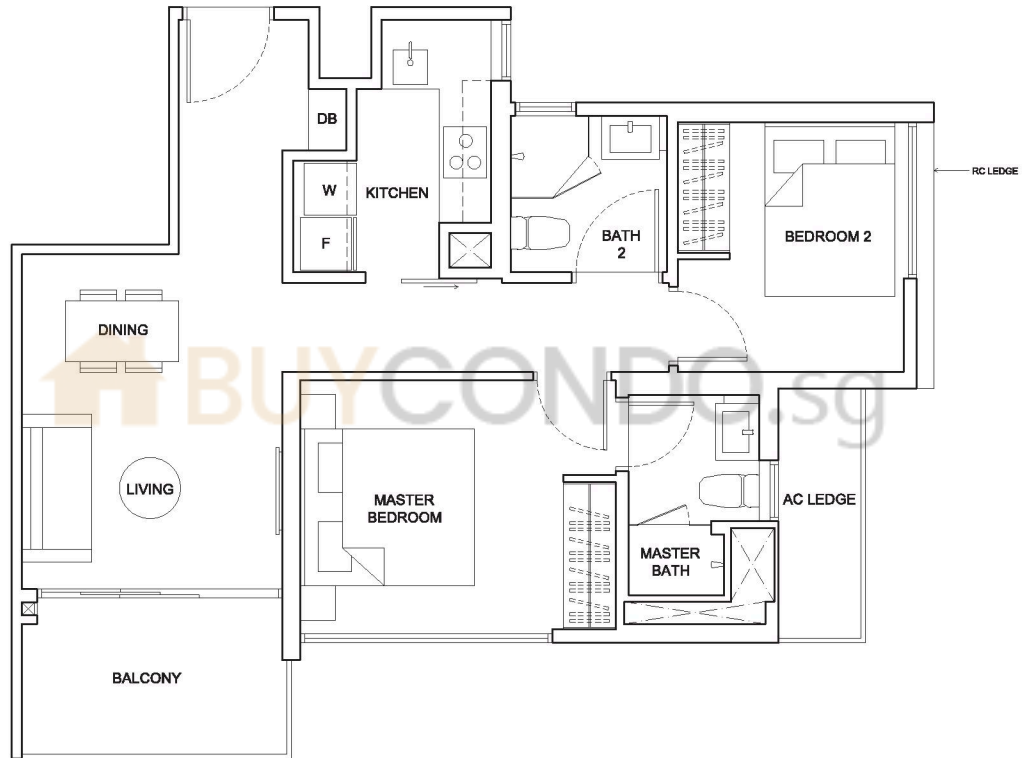 DB
W
KITCHEN
F
BATH
2
BEDROOM 2
RC LEDGE
DINING
BUYCONDO.sg
LIVING
MASTER
BEDROOM
AC LEDGE
MASTER
BATH
BALCONY